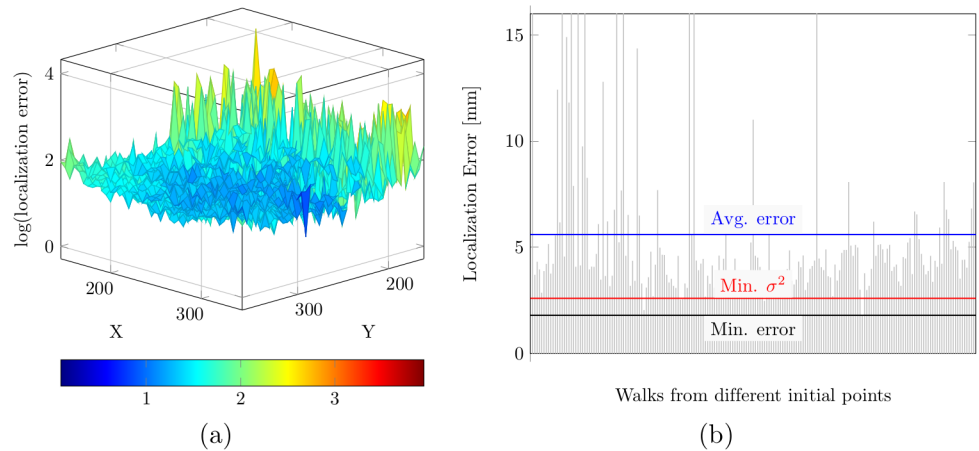 4
2
0
log(localization error)
200
300
X
300
200
Y
1
2
3
(a)
15
10
5
0
Localization Error [mm]
Avg. error
Min. σ²
Min. error
Walks from different initial points
(b)